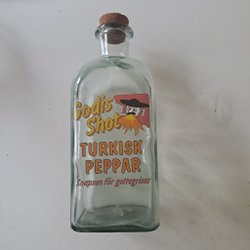 Godis
Shot
TURKISK
PEPPAR
Snapsen för gottegrisar